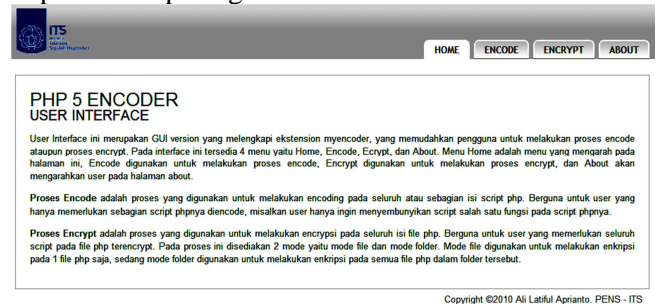 ITS
Institut
Teknologi
Sepuluh Nopember
HOME ENCODE ENCRYPT ABOUT
PHP 5 ENCODER
USER INTERFACE
User Interface ini merupakan GUI version yang melengkapi ekstension myencoder, yang memudahkan pengguna untuk melakukan proses encode
ataupun proses encrypt. Pada interface ini tersedia 4 menu yaitu Home, Encode, Ecrypt, dan About. Menu Home adalah menu yang mengarah pada
halaman ini, Encode digunakan untuk melakukan proses encode, Encrypt digunakan untuk melakukan proses encrypt, dan About akan
mengarahkan user pada halaman about.
Proses Encode adalah proses yang digunakan untuk melakukan encoding pada seluruh atau sebagian isi script php. Berguna untuk user yang
hanya memerlukan sebagian script phpnya diencode, misalkan user hanya ingin menyembunyikan script salah satu fungsi pada script phpnya.
Proses Encrypt adalah proses yang digunakan untuk melakukan encrypsi pada seluruh isi file php. Berguna untuk user yang memerlukan seluruh
script pada file php terencrypt. Pada proses ini disediakan 2 mode yaitu mode file dan mode folder. Mode file digunakan untuk melakukan enkripsi
pada 1 file php saja, sedang mode folder digunakan untuk melakukan enkripsi pada semua file php dalam folder tersebut.
Copyright ©2010 Ali Latiful Aprianto. PENS - ITS